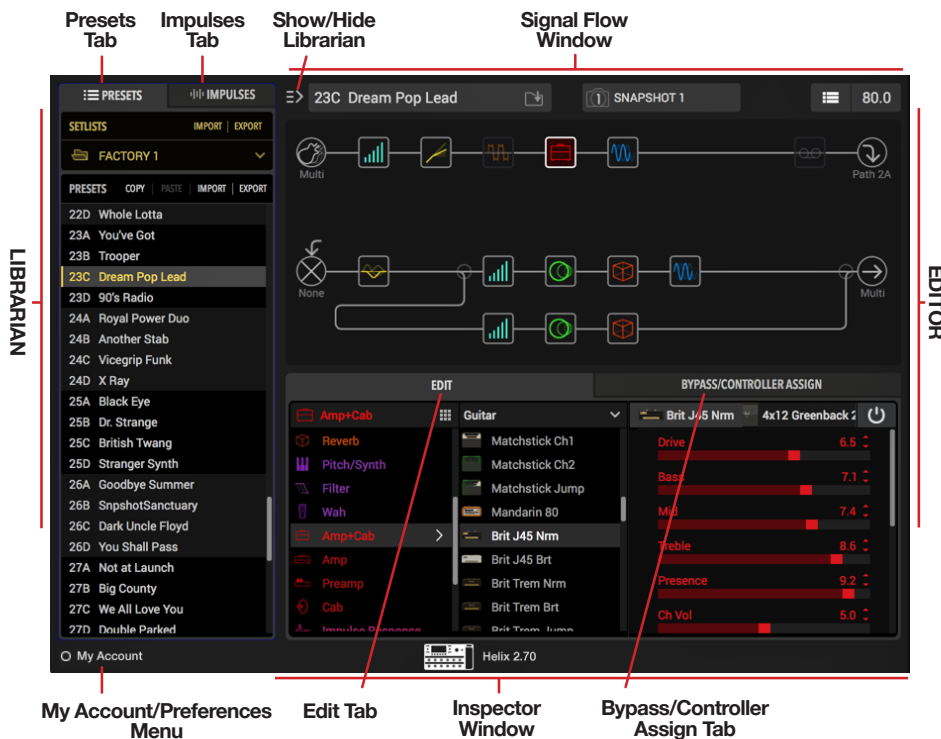 Presets Tab
Impulses Tab
Show/Hide Librarian
Signal Flow Window
PRESETS
IMPULSES
23C Dream Pop Lead
1
SNAPSHOT 1
80.0
SETLISTS
IMPORT | EXPORT
FACTORY 1
PRESETS COPY | PASTE | IMPORT | EXPORT
22D Whole Lotta
23A You've Got
23B Trooper
23C Dream Pop Lead
23D 90's Radio
24A Royal Power Duo
24B Another Stab
24C Vicegrip Funk
24D X Ray
25A Black Eye
25B Dr. Strange
25C British Twang
25D Stranger Synth
26A Goodbye Summer
26B SnpshotSanctuary
26C Dark Uncle Floyd
26D You Shall Pass
27A Not at Launch
27B Big County
27C We All Love You
27D Double Parked
Multi
Path 2A
None
Multi
LIBRARIAN
EDITOR
EDIT
BYPASS/CONTROLLER ASSIGN
Amp+Cab
Reverb
Pitch/Synth
Filter
Wah
Amp+Cab
Amp
Preamp
Cab
Impulse Response
Guitar
Matchstick Ch1
Matchstick Ch2
Matchstick Jump
Mandarin 80
Brit J45 Nrm
Brit J45 Brt
Brit Trem Nrm
Brit Trem Brt
Brit Trem Jump
Brit J45 Nrm
4x12 Greenback 2
Drive 6.5
Bass 7.1
Mid 7.4
Treble 8.6
Presence 9.2
Ch Vol 5.0
My Account
Helix 2.70
My Account/Preferences Menu
Edit Tab
Inspector Window
Bypass/Controller Assign Tab